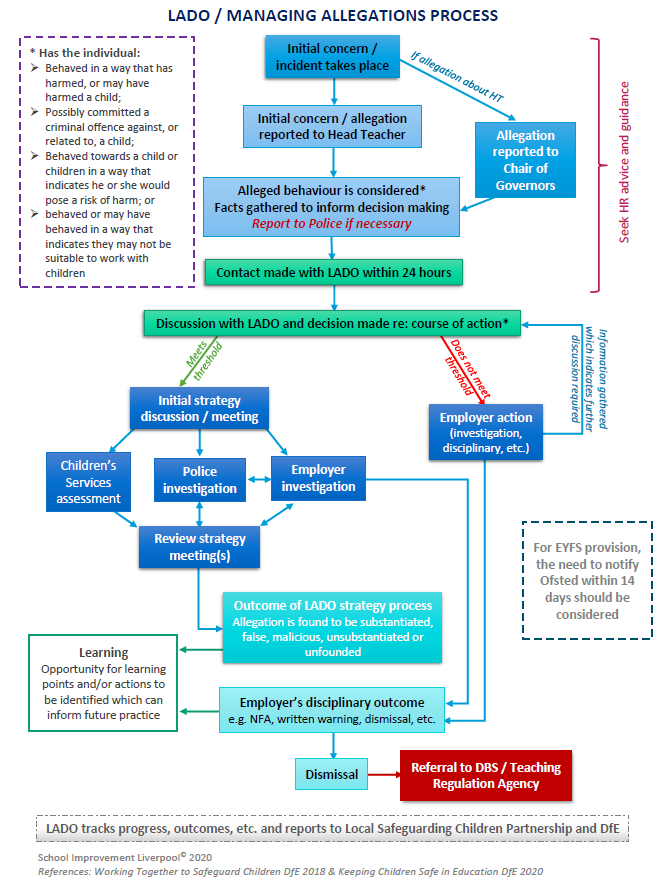 LADO / MANAGING ALLEGATIONS PROCESS
* Has the individual:
➢ Behaved in a way that has
harmed, or may have
harmed a child;
➢ Possibly committed a
criminal offence against, or
related to, a child;
➢ Behaved towards a child or
children in a way that
indicates he or she would
pose a risk of harm; or
➢ behaved or may have
behaved in a way that
indicates they may not be
suitable to work with
children
Initial concern /
incident takes place
If allegation about HT
Initial concern / allegation
reported to Head Teacher
Allegation
reported to
Chair of
Governors
Seek HR advice and guidance
Alleged behaviour is considered*
Facts gathered to inform decision making
Report to Police if necessary
Contact made with LADO within 24 hours
Discussion with LADO and decision made re: course of action*
Meets
threshold
Does not meet
threshold
Information gathered
which indicates further
discussion required
Initial strategy
discussion / meeting
Employer action
(investigation,
disciplinary, etc.)
Children's
Services
assessment
Police
investigation
Employer
investigation
Review strategy
meeting(s)
For EYFS provision,
the need to notify
Ofsted within 14
days should be
considered
Outcome of LADO strategy process
Allegation is found to be substantiated,
false, malicious, unsubstantiated or
unfounded
Learning
Opportunity for learning
points and/or actions to
be identified which can
inform future practice
Employer's disciplinary outcome
e.g. NFA, written warning, dismissal, etc.
Dismissal
Referral to DBS / Teaching
Regulation Agency
LADO tracks progress, outcomes, etc. and reports to Local Safeguarding Children Partnership and DfE
School Improvement Liverpool© 2020
References: Working Together to Safeguard Children DfE 2018 & Keeping Children Safe in Education DfE 2020